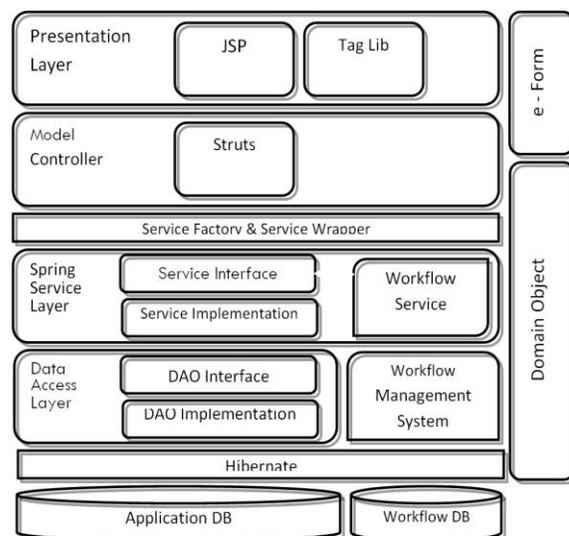 Presentation
Layer
JSP
Tag Lib
e - Form
Model
Controller
Struts
Service Factory & Service Wrapper
Spring
Service
Layer
Service Interface
Service Implementation
Workflow
Service
Domain Object
Data
Access
Layer
DAO Interface
DAO Implementation
Workflow
Management
System
Hibernate
Application DB
Workflow DB